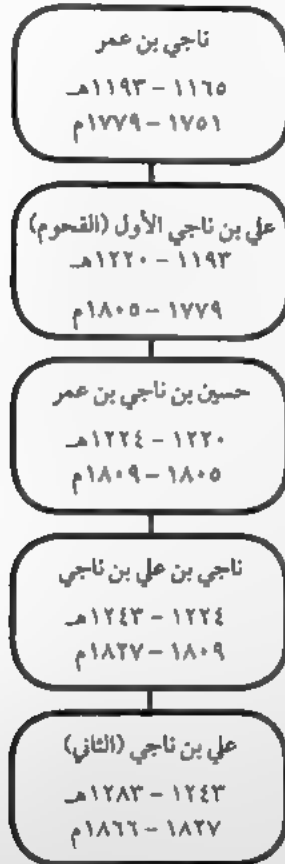 ناجي بن عمر
١١٦٥ – ١١٩٣هـ
١٧٥١ – ١٧٧٩م
علي بن ناجي الأول (القحوم)
١١٩٣ – ١٢٢٠هـ
١٧٧٩ – ١٨٠٥م
حسين بن ناجي بن عمر
١٢٢٠ – ١٢٢٤هـ
١٨٠٥ – ١٨٠٩م
ناجي بن علي بن ناجي
١٢٢٤ – ١٢٤٣هـ
١٨٠٩ – ١٨٢٧م
علي بن ناجي (الثاني)
١٢٤٣ – ١٢٨٣هـ
١٨٢٧ – ١٨٦٦م